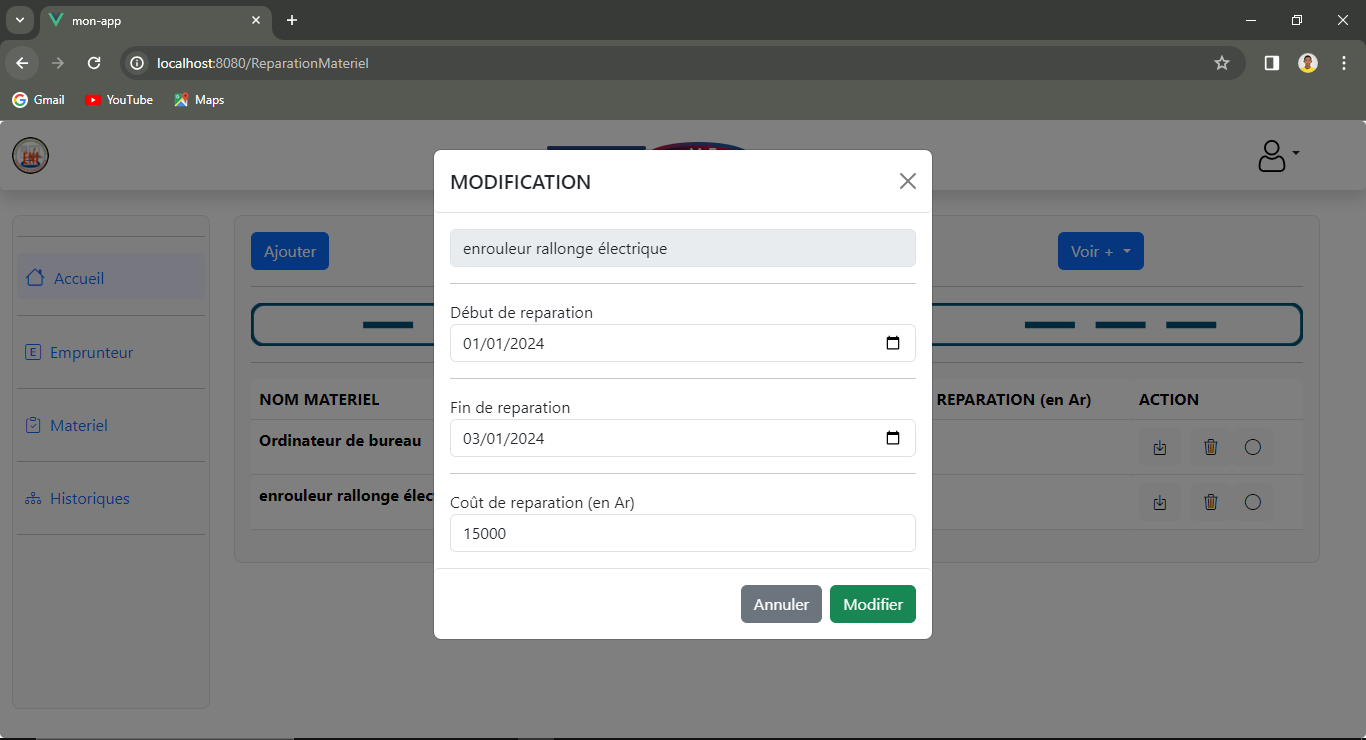 mon-app
localhost:8080/ReparationMateriel
Gmail YouTube Maps
MODIFICATION
Ajouter
Voir +
enrouleur rallonge électrique
Accueil
Début de reparation
01/01/2024
E Emprunteur
NOM MATERIEL
REPARATION (en Ar)
ACTION
Fin de reparation
03/01/2024
Ordinateur de bureau
Materiel
enrouleur rallonge élec
Historiques
Coût de reparation (en Ar)
15000
Annuler Modifier